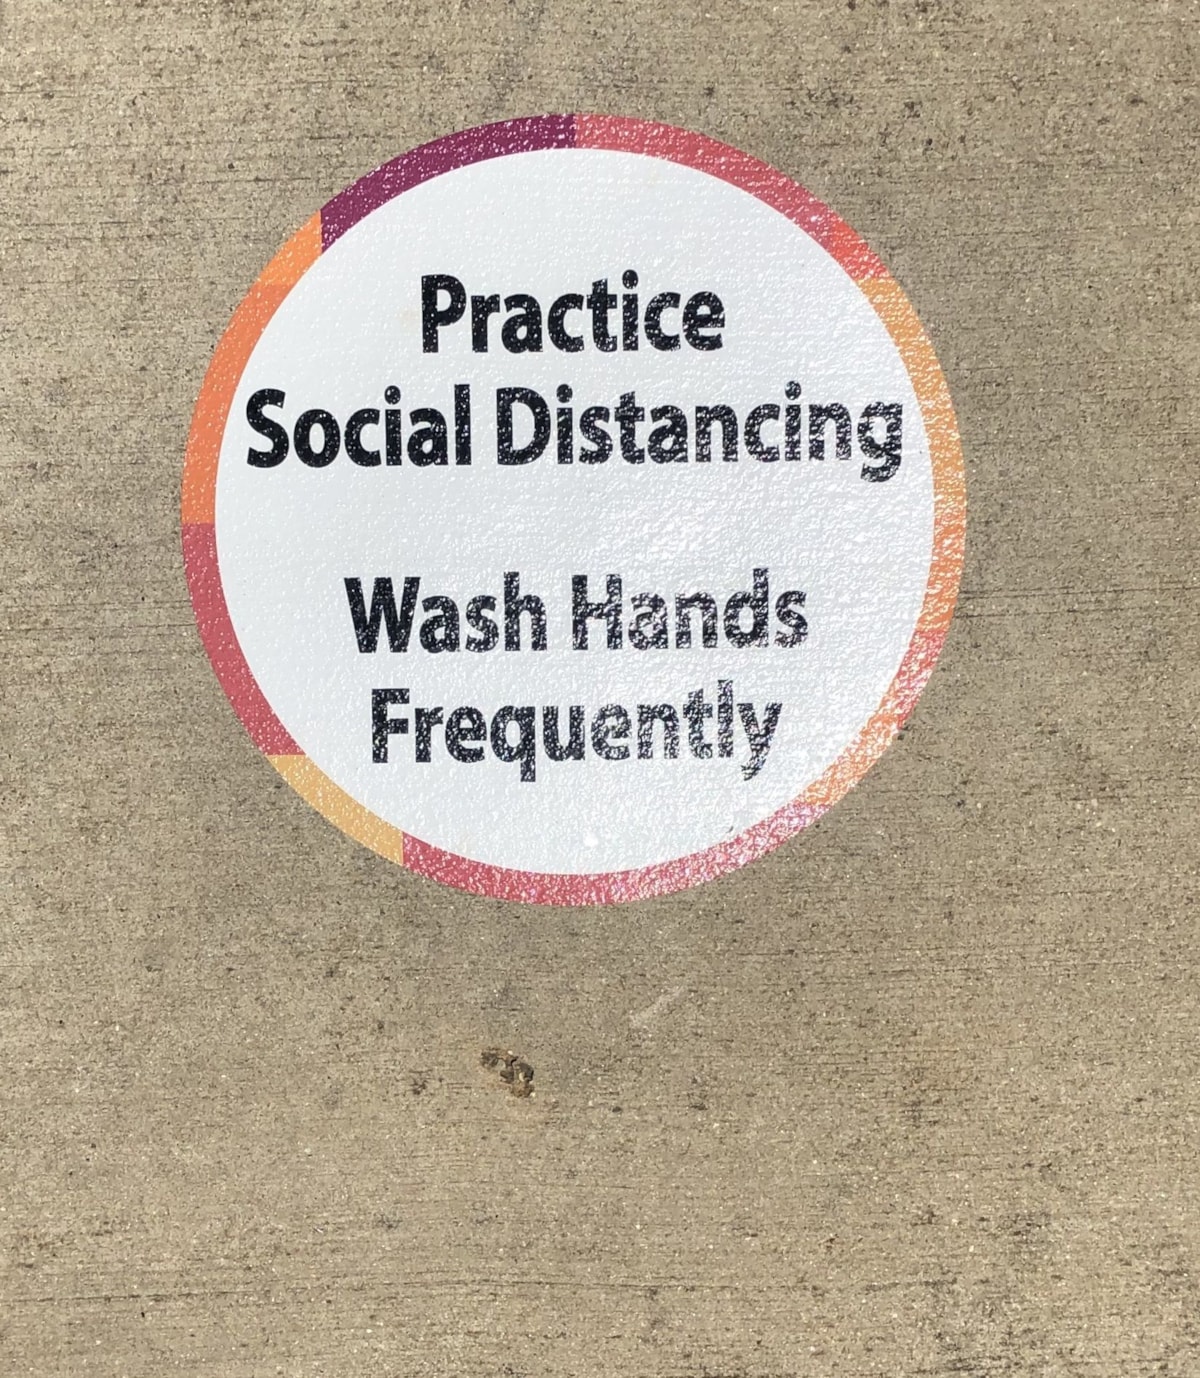 Practice
Social Distancing
Wash Hands
Frequently